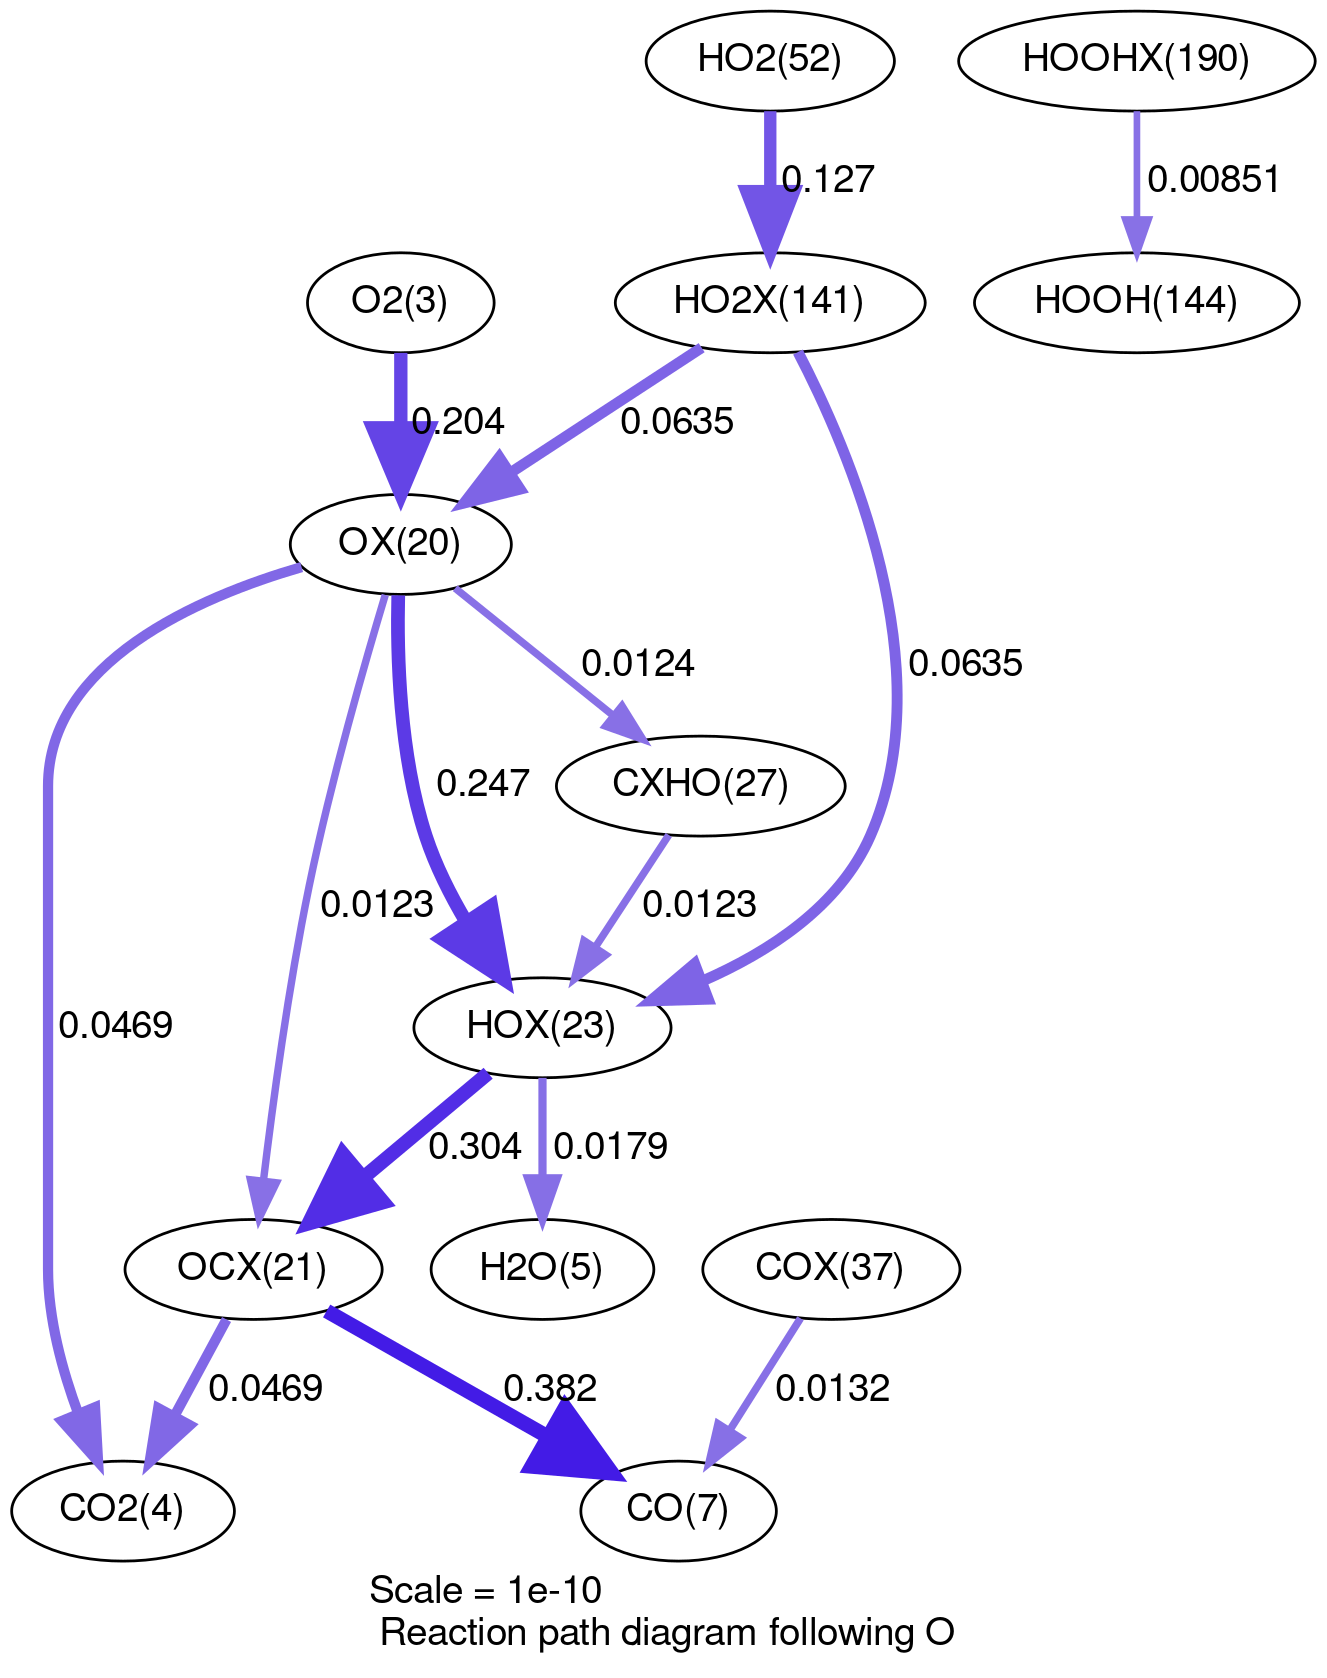 HO2(52)
HOOHX(190)
0.127
0.00851
O2(3)
HO2X(141)
HOOH(144)
0.204
0.0635
OX(20)
0.0124
0.0635
0.247
CXHO(27)
0.0123
0.0123
0.0469
HOX(23)
0.304
0.0179
OCX(21)
H2O(5)
COX(37)
0.0469
0.382
0.0132
CO2(4)
CO(7)
Scale = 1e-10
Reaction path diagram following O